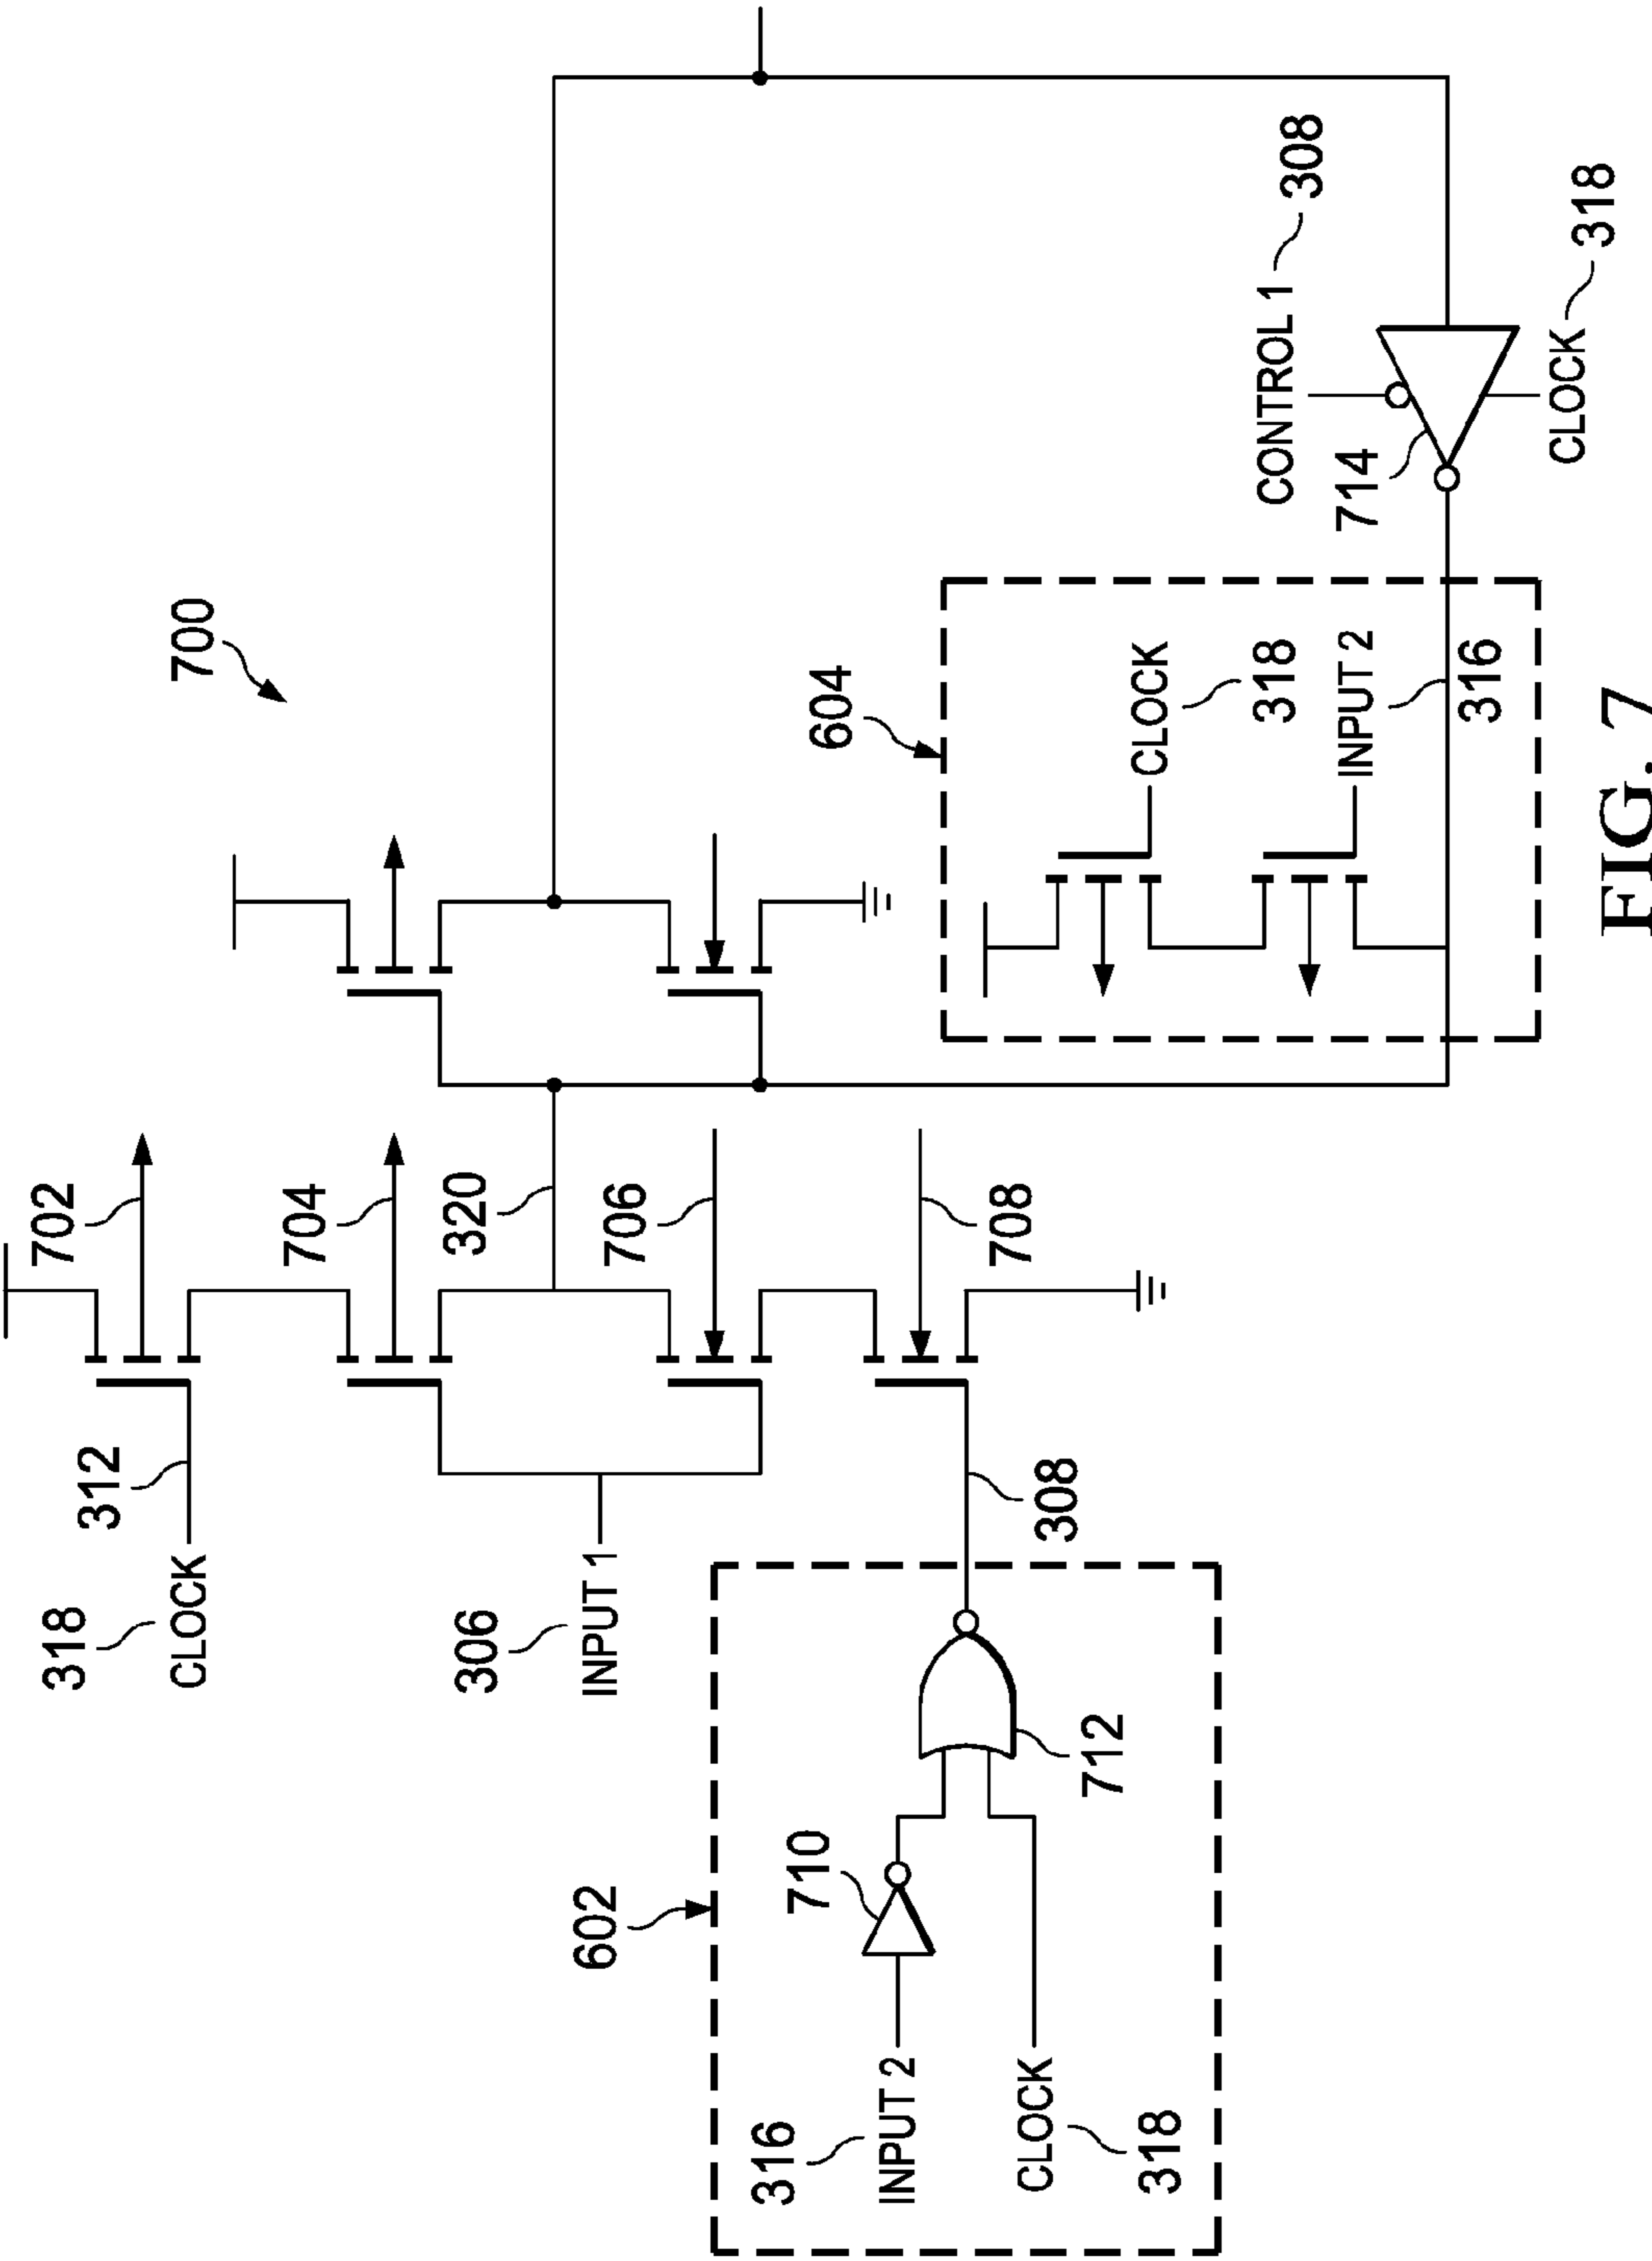 700
702
704
320
706
708
318
CLOCK
312
306
INPUT 1
308
602
316
INPUT 2
710
CLOCK
318
712
604
CLOCK
318
INPUT 2
316
CONTROL 1
308
714
CLOCK
318
FIG. 7